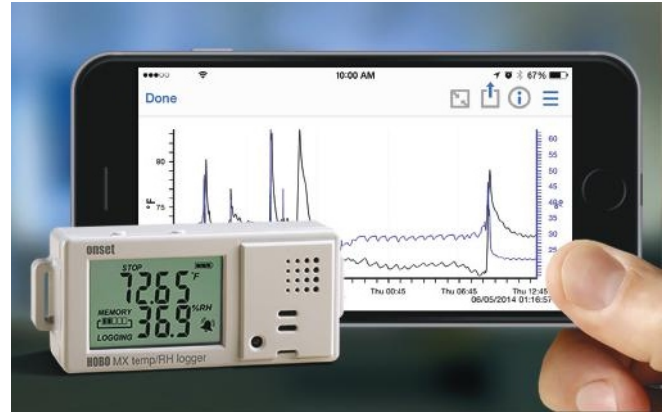 10:00 AM
67%
Done
80
75
°F
60
55
50
45
35
30
25
Thu 00:45
Thu 06:45
Thu 12:45
06/05/2014 01:16:57
onset
STOP
72.65 °F
MEMORY
36.9 %RH
LOGGING
HOBO MX temp/RH logger